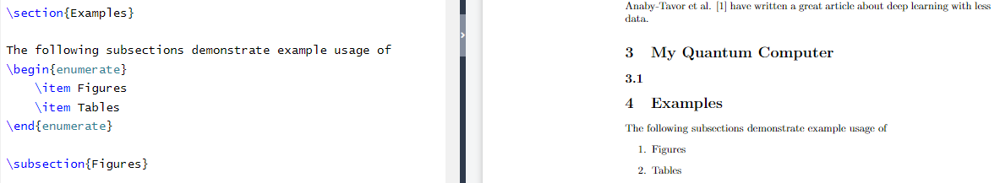 \section{Examples}
The following subsections demonstrate example usage of
\begin{enumerate}
\item Figures
\item Tables
\end{enumerate}
\subsection{Figures}
Anaby-Tavor et al. [1] have written a great article about deep learning with less
data.
3 My Quantum Computer
3.1
4 Examples
The following subsections demonstrate example usage of
1. Figures
2. Tables